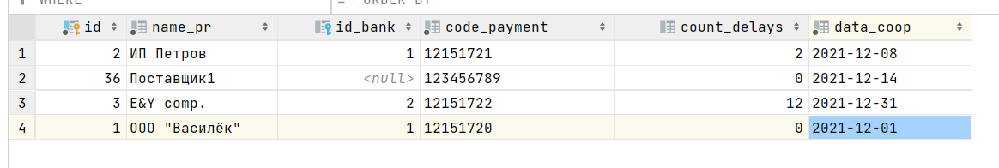 WHERE ORDER BY
id name_pr id_bank code_payment count_delays data_coop
1 2 ИП Петров 1 12151721 2 2021-12-08
2 36 Поставщик1 <null> 123456789 0 2021-12-14
3 3 E&Y comp. 2 12151722 12 2021-12-31
4 1 ООО "Василёк" 1 12151720 0 2021-12-01